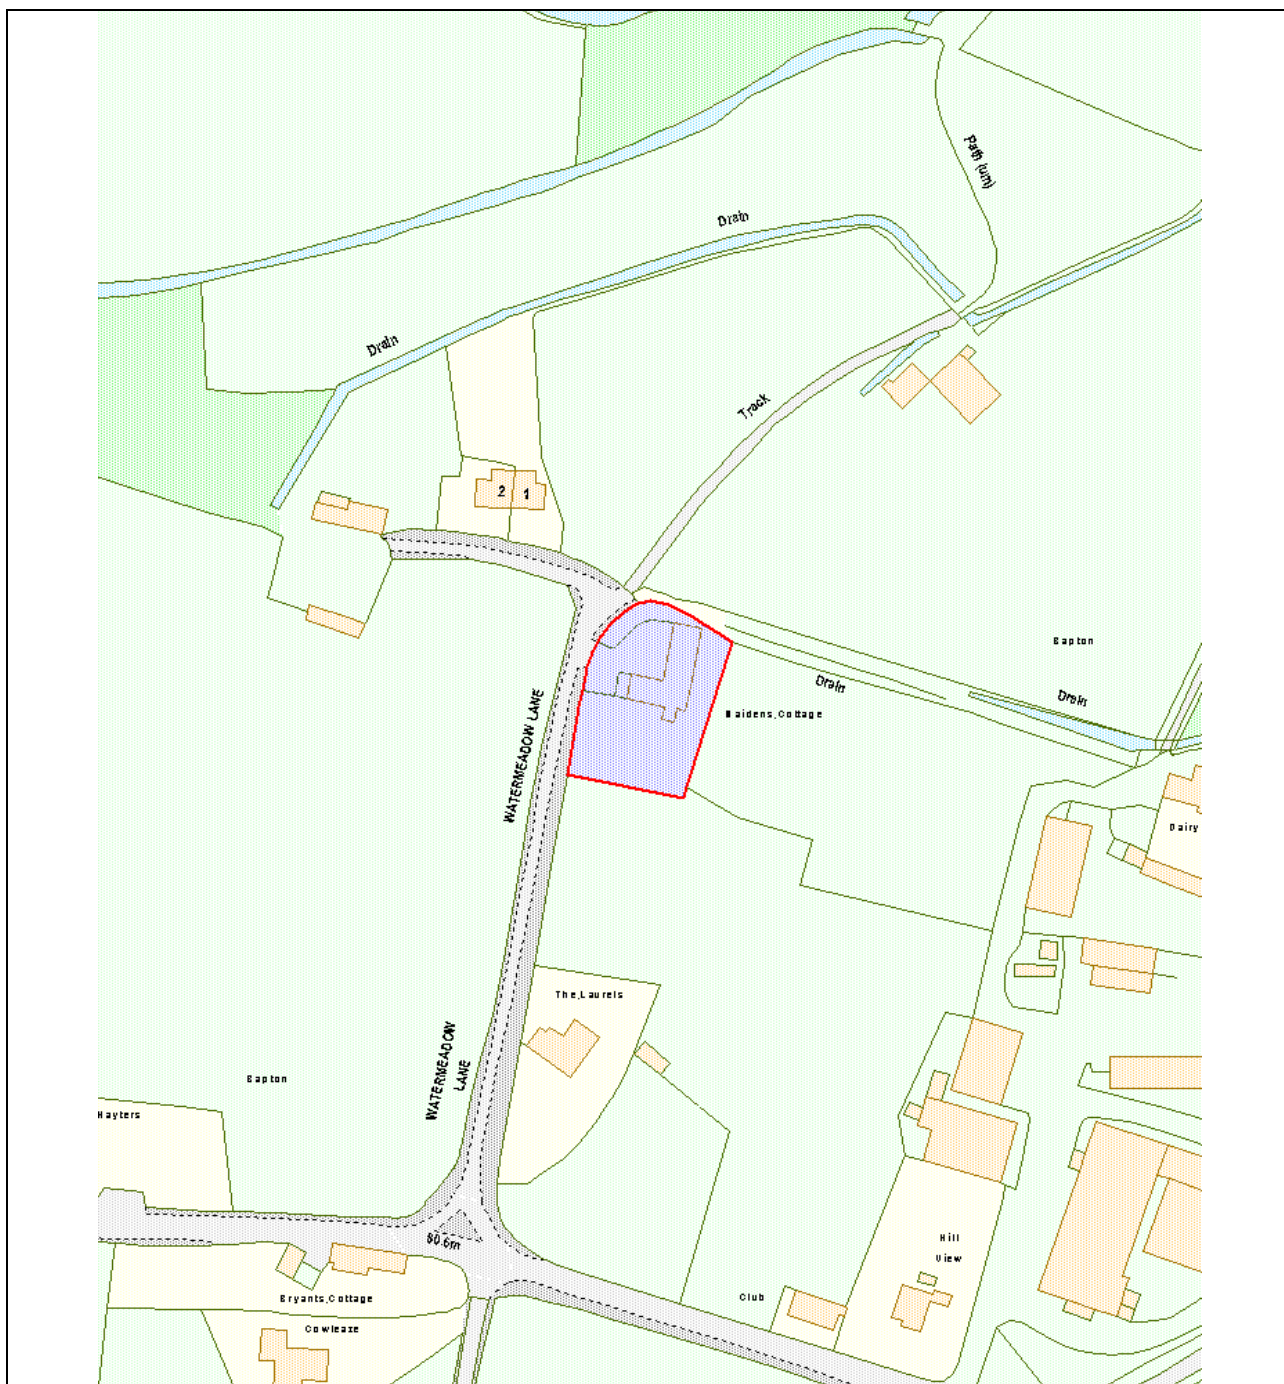 Path (um)
Drain
Drain
Track
2 1
Bapton
Drain
Drain
Maidens Cottage
WATERMEADOW LANE
Dairy
The Laurels
WATERMEADOW
LANE
Bapton
Hayters
60.6m
Hill
View
Bryants Cottage
Club
Cowleaze